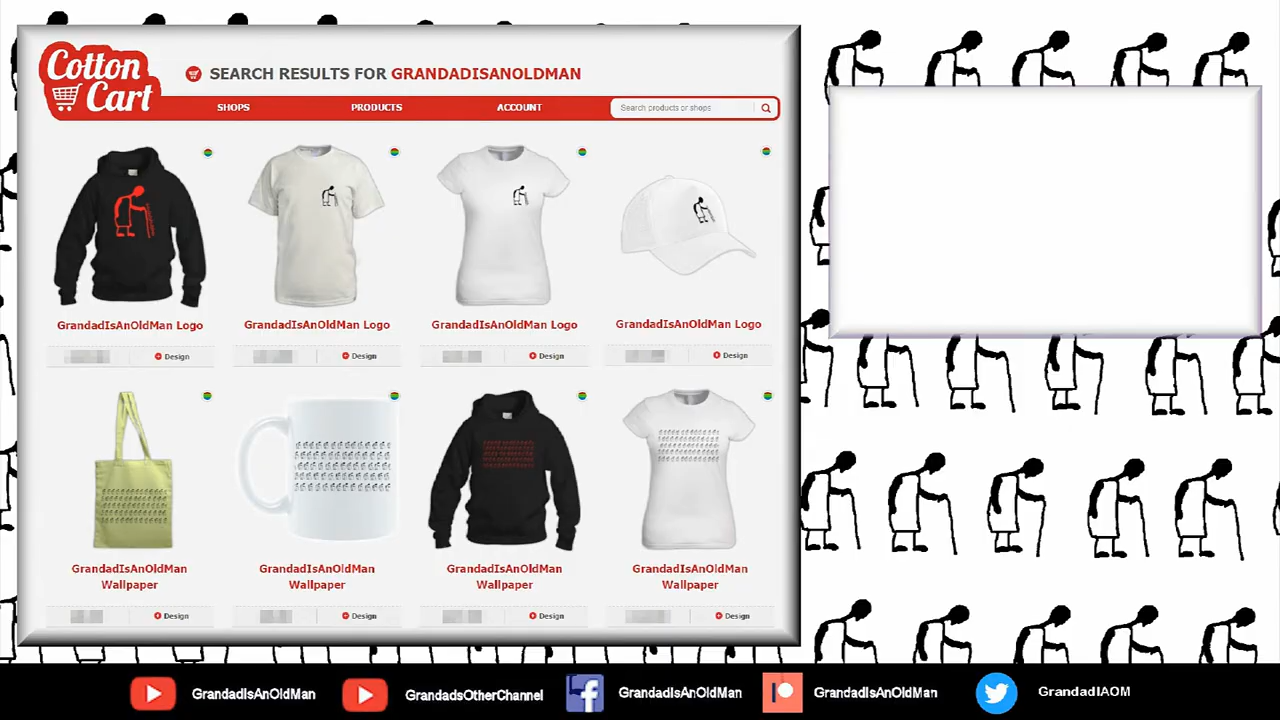 Cotton
Cart
SEARCH RESULTS FOR GRANDADISANOLDMAN
SHOPS PRODUCTS ACCOUNT Search products or shops
GrandadIsAnOldMan Logo GrandadIsAnOldMan Logo GrandadIsAnOldMan Logo GrandadIsAnOldMan Logo
Design Design Design Design
GrandadIsAnOldMan GrandadIsAnOldMan GrandadIsAnOldMan GrandadIsAnOldMan
Wallpaper Wallpaper Wallpaper Wallpaper
Design Design Design Design
GrandadIsAnOldMan GrandadsOtherChannel GrandadIsAnOldMan GrandadIsAnOldMan GrandadIAOM